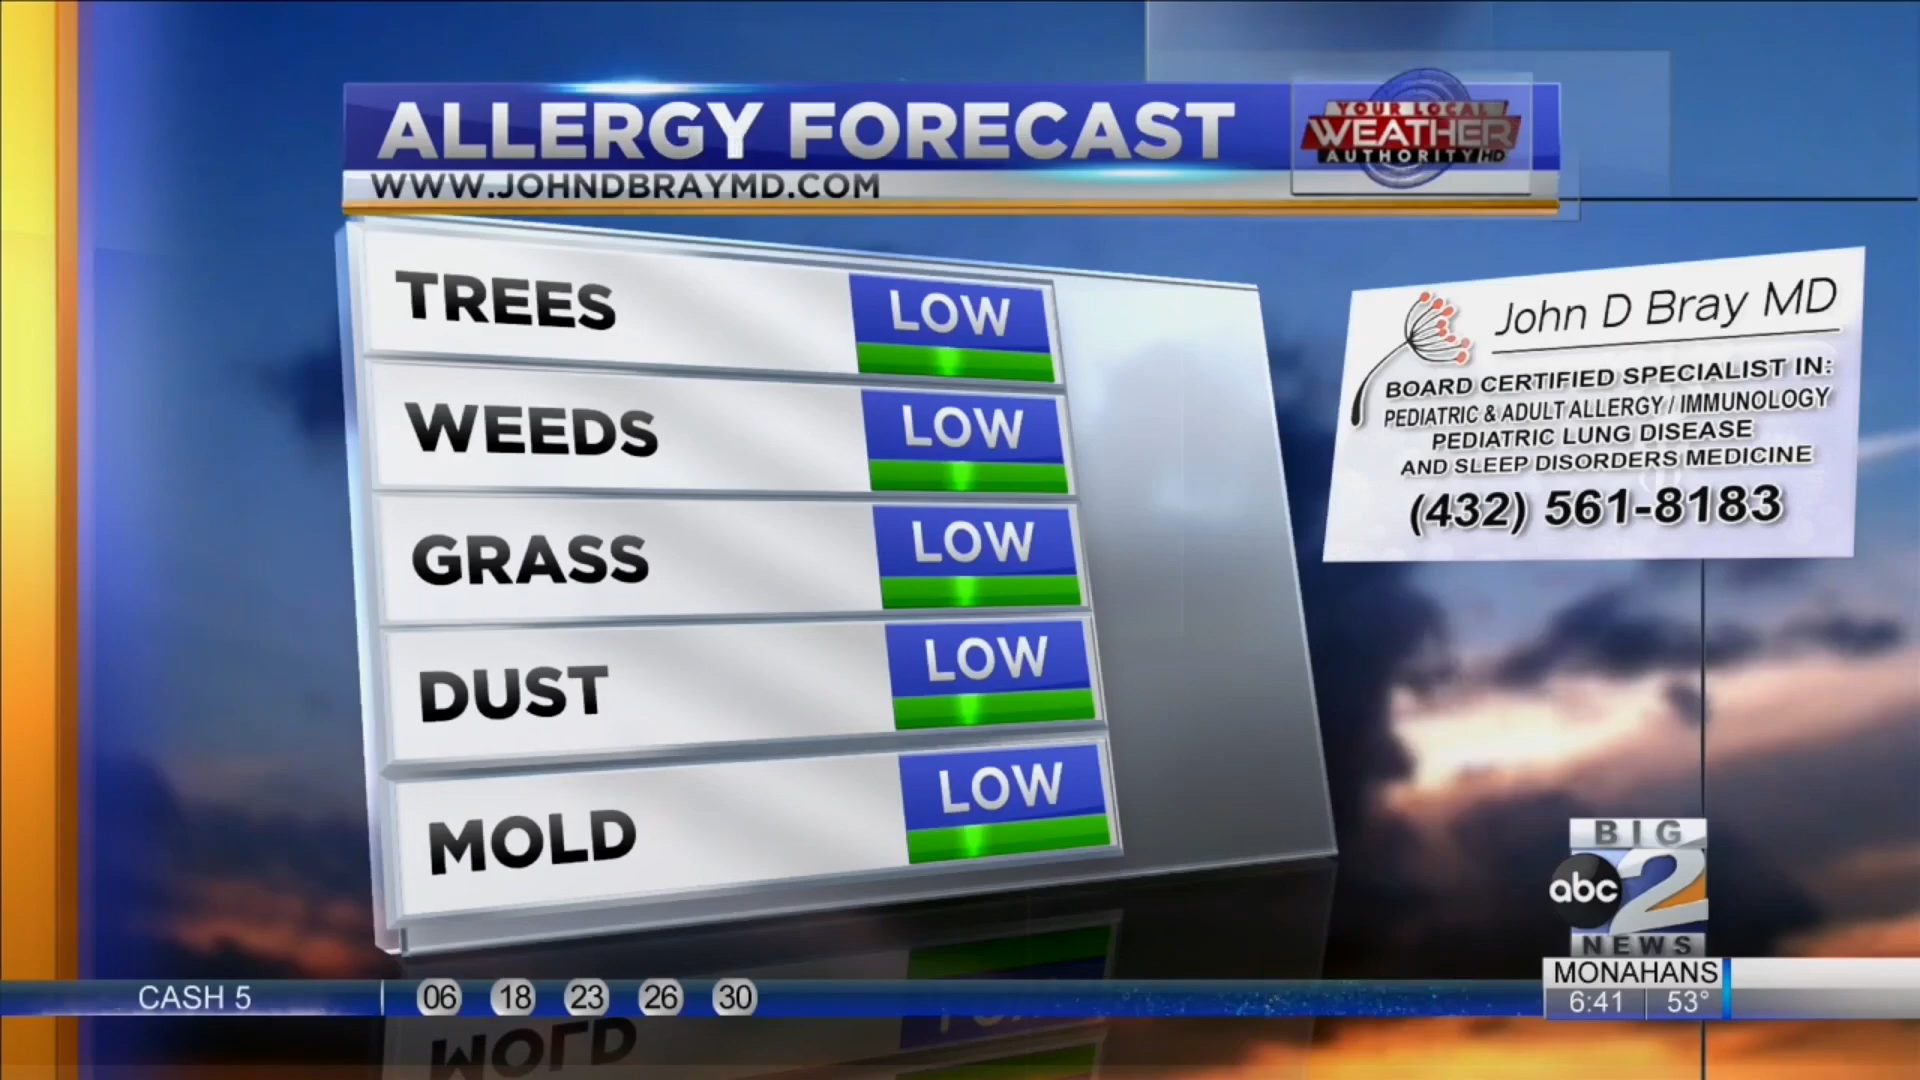 ALLERGY FORECAST
YOUR LOCAL
WEATHER
AUTHORITY HD
WWW.JOHNDBRAYMD.COM
TREES LOW
WEEDS LOW
GRASS LOW
DUST LOW
MOLD LOW
John D Bray MD
BOARD CERTIFIED SPECIALIST IN:
PEDIATRIC & ADULT ALLERGY / IMMUNOLOGY
PEDIATRIC LUNG DISEASE
AND SLEEP DISORDERS MEDICINE
(432) 561-8183
BIG
abc 2
NEWS
MONAHANS
6:41 53°
CASH 5 06 18 23 26 30